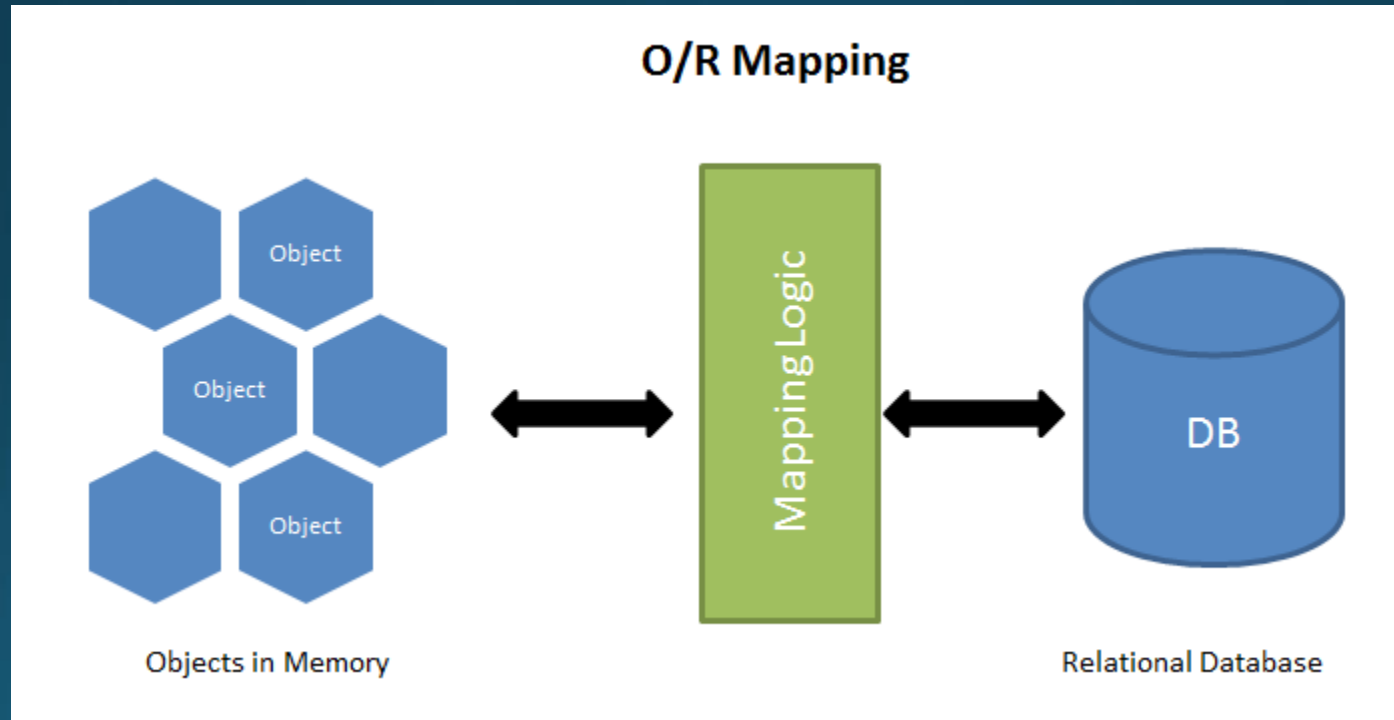 O/R Mapping
Object
Object
Object
Mapping Logic
DB
Objects in Memory
Relational Database